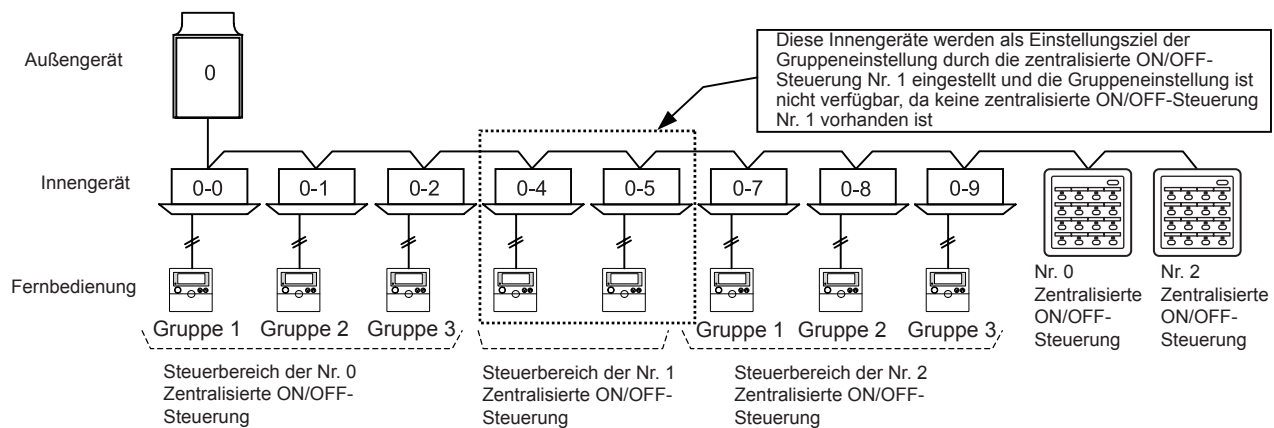 Außengerät
0
Diese Innengeräte werden als Einstellungsziel der
Gruppeneinstellung durch die zentralisierte ON/OFF-
Steuerung Nr. 1 eingestellt und die Gruppeneinstellung ist
nicht verfügbar, da keine zentralisierte ON/OFF-Steuerung
Nr. 1 vorhanden ist
Innengerät
0-0
0-1
0-2
0-4
0-5
0-7
0-8
0-9
Fernbedienung
Gruppe 1
Gruppe 2
Gruppe 3
Gruppe 1
Gruppe 2
Gruppe 3
Nr. 0
Zentralisierte
ON/OFF-
Steuerung
Nr. 2
Zentralisierte
ON/OFF-
Steuerung
Steuerbereich der Nr. 0
Zentralisierte ON/OFF-
Steuerung
Steuerbereich der Nr. 1
Zentralisierte ON/OFF-
Steuerung
Steuerbereich der Nr. 2
Zentralisierte ON/OFF-
Steuerung